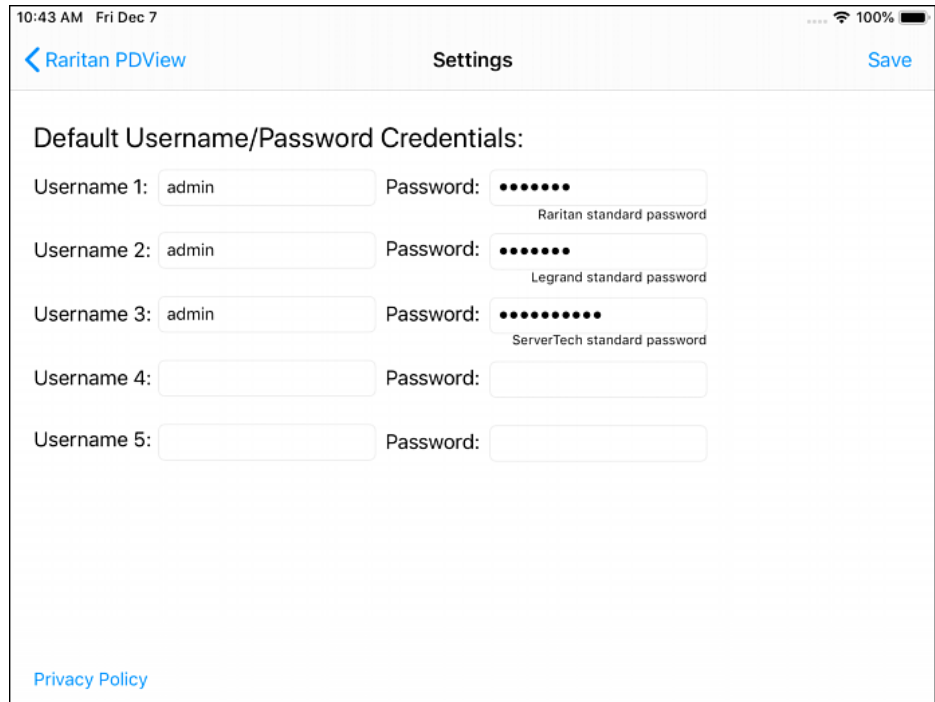 10:43 AM Fri Dec 7 100%
Raritan PDView Settings Save
Default Username/Password Credentials:
Username 1: admin Password: •••••••
Raritan standard password
Username 2: admin Password: •••••••
Legrand standard password
Username 3: admin Password: ••••••••••
ServerTech standard password
Username 4: Password:
Username 5: Password:
Privacy Policy